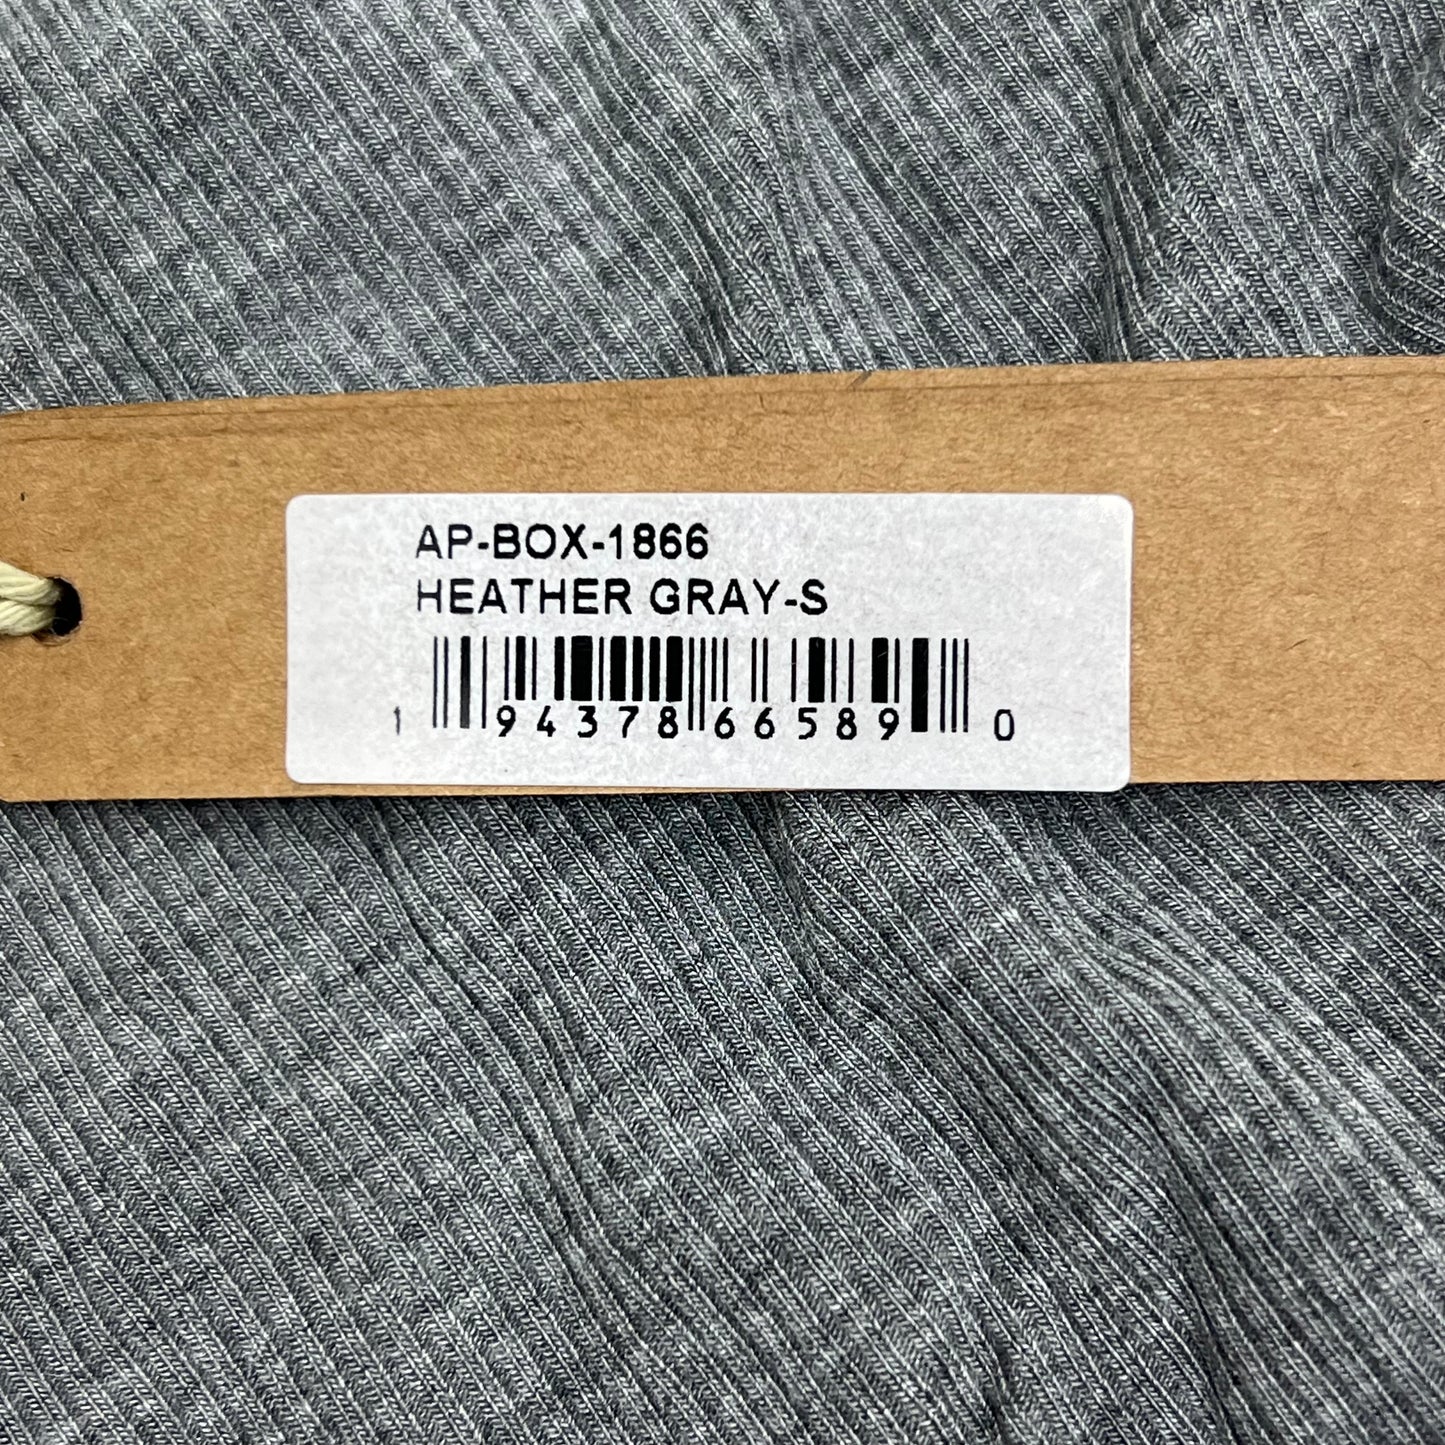 AP-BOX-1866
HEATHER GRAY-S
1 94378 66589 0